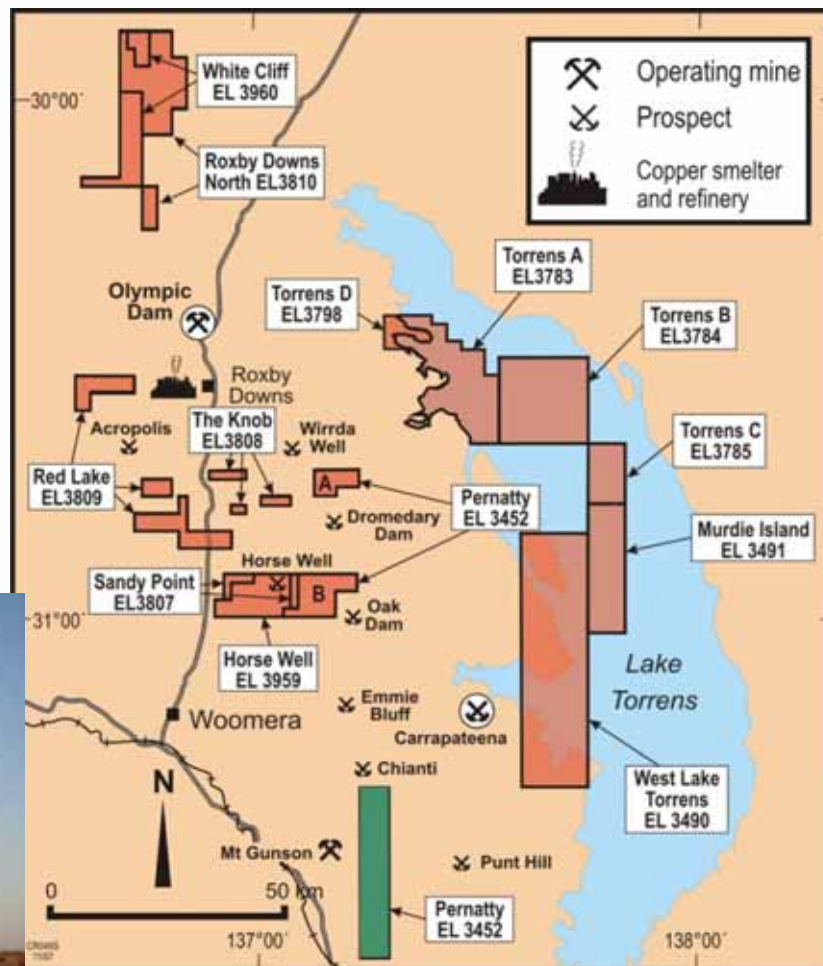 Operating mine
Prospect
Copper smelter
and refinery
30°00'
White Cliff
EL 3960
Roxby Downs
North EL3810
Torrens A
EL3783
Torrens D
EL3798
Torrens B
EL3784
Olympic
Dam
Roxby
Downs
The Knob
EL3808
Wirrda
Well
Acropolis
Torrens C
EL3785
Red Lake
EL3809
A
Pernatty
EL 3452
Dromedary
Dam
Murdie Island
EL 3491
Horse Well
Sandy Point
EL3807
B
31°00'
Oak
Dam
Horse Well
EL 3959
Lake
Torrens
Emmie
Bluff
Woomera
Carrapateena
Chianti
West Lake
Torrens
EL 3490
N
Mt Gunson
Punt Hill
0 50 km
Pernatty
EL 3452
137°00'
138°00'